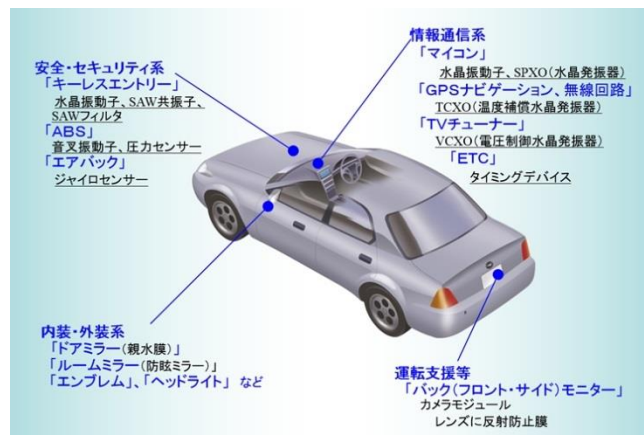 安全・セキュリティ系
「キーレスエントリー」
水晶振動子、SAW共振子、
SAWフィルタ
「ABS」
音叉振動子、圧力センサー
「エアバック」
ジャイロセンサー
情報通信系
「マイコン」
水晶振動子、SPXO(水晶発振器)
「GPSナビゲーション、無線回路」
TCXO(温度補償水晶発振器)
「TVチューナー」
VCXO(電圧制御水晶発振器)
「ETC」
タイミングデバイス
内装・外装系
「ドアミラー(親水膜)」
「ルームミラー(防眩ミラー)」
「エンブレム」、「ヘッドライト」 など
運転支援等
「バック(フロント・サイド)モニター」
カメラモジュール
レンズに反射防止膜